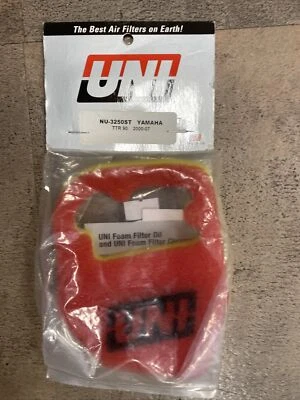 The Best Air Filters on Earth!
UNI
NU-3250ST YAMAHA
TTR 90 2000-07
UNI Foam Filter Oil
and UNI Foam Filter
UNI